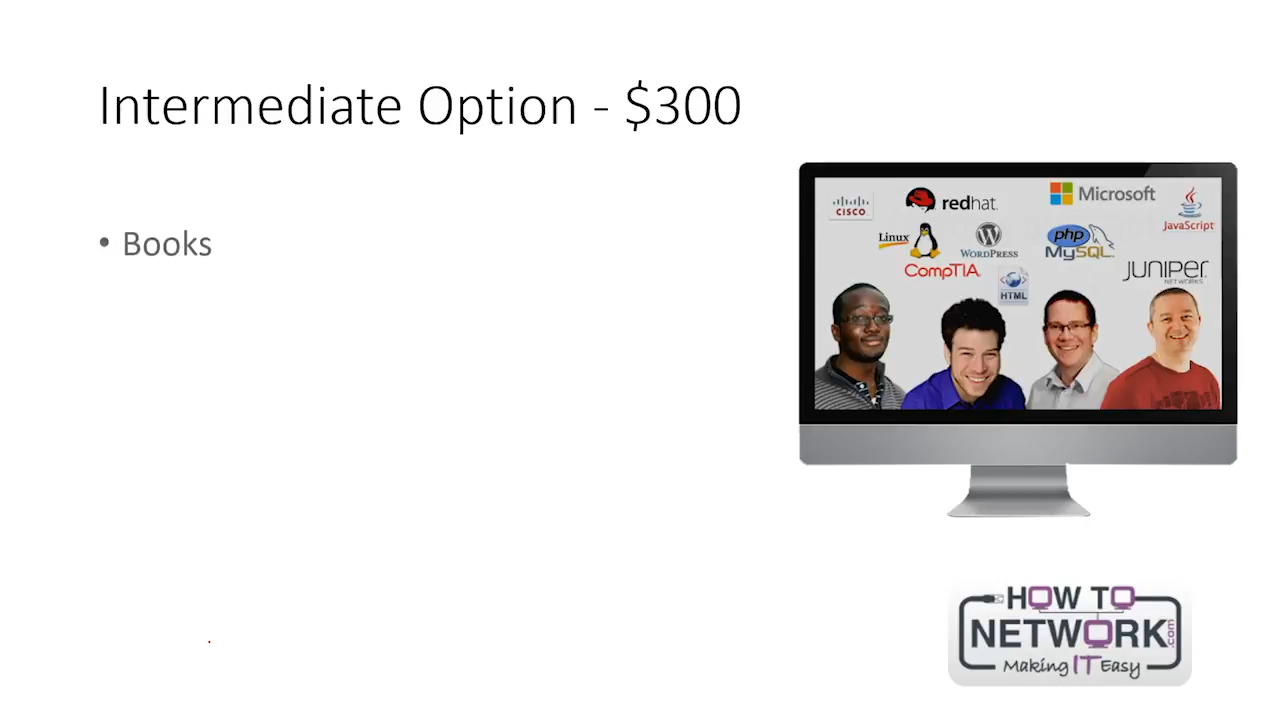 Intermediate Option - $300
• Books
CISCO
redhat.
Microsoft
JavaScript
Linux
WORDPRESS
php
MySQL.
CompTIA.
HTML
JUNIPER
NETWORKS
HOW TO
NETWORK.com
Making IT Easy